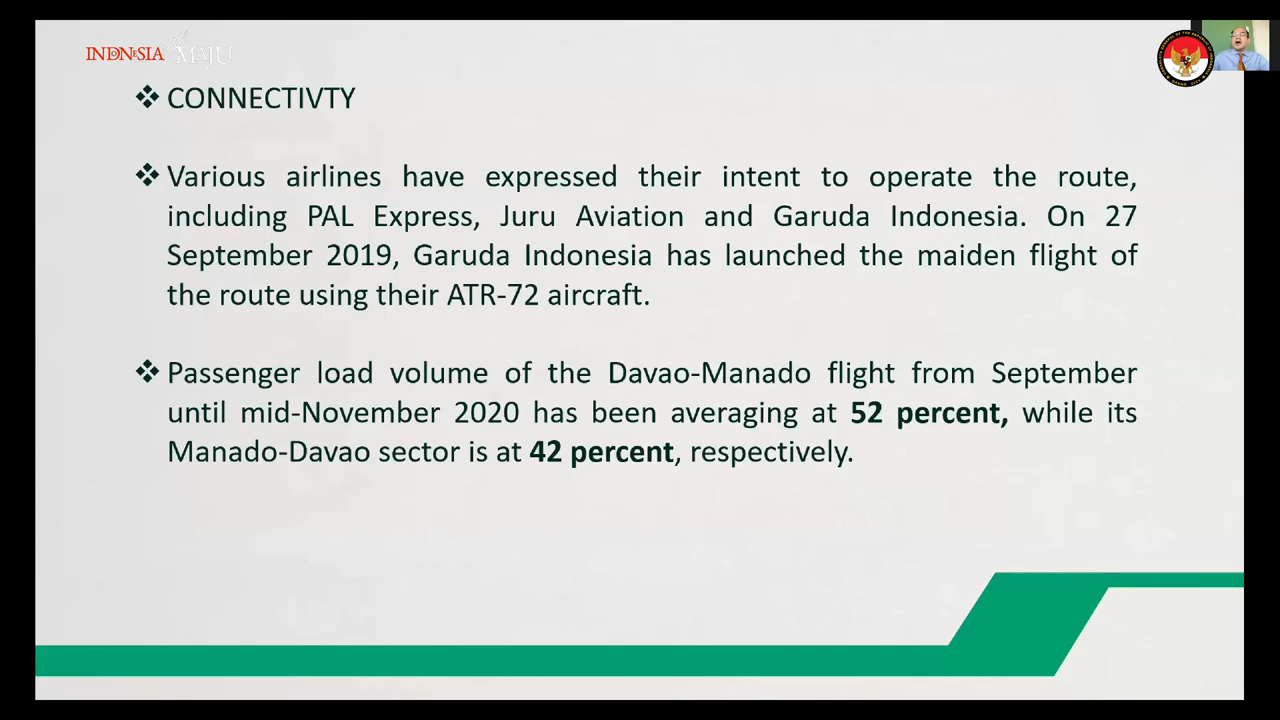 INDONESIA MAJU
❖ CONNECTIVTY
❖ Various airlines have expressed their intent to operate the route,
including PAL Express, Juru Aviation and Garuda Indonesia. On 27
September 2019, Garuda Indonesia has launched the maiden flight of
the route using their ATR-72 aircraft.
❖ Passenger load volume of the Davao-Manado flight from September
until mid-November 2020 has been averaging at 52 percent, while its
Manado-Davao sector is at 42 percent, respectively.